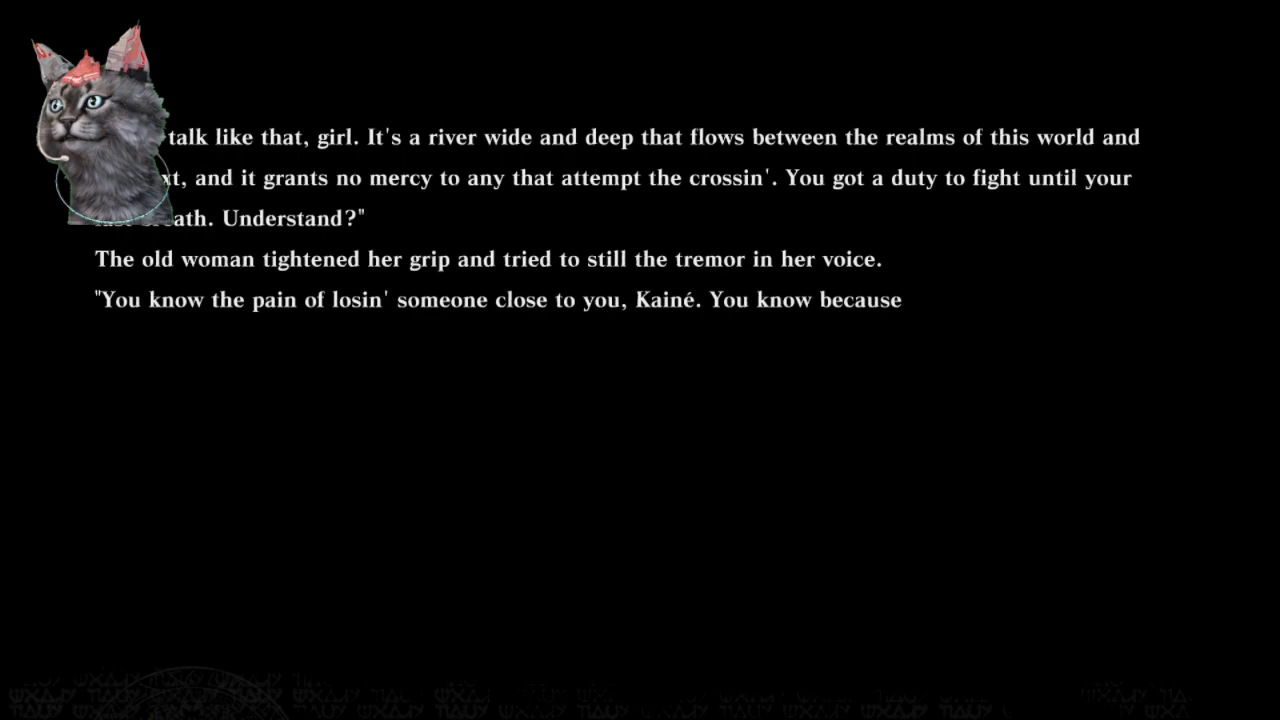 talk like that, girl. It's a river wide and deep that flows between the realms of this world and
and it grants no mercy to any that attempt the crossin'. You got a duty to fight until your
Understand?"
The old woman tightened her grip and tried to still the tremor in her voice.
"You know the pain of losin' someone close to you, Kainé. You know because